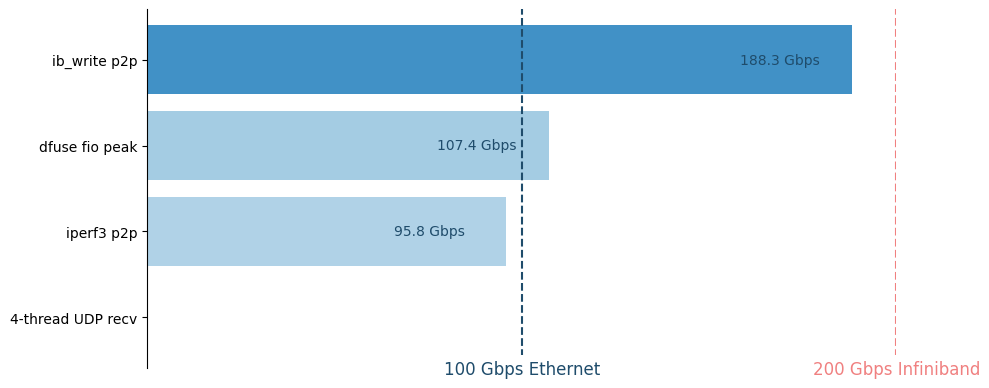 ib_write p2p
188.3 Gbps
dfuse fio peak
107.4 Gbps
iperf3 p2p
95.8 Gbps
4-thread UDP recv
100 Gbps Ethernet
200 Gbps Infiniband